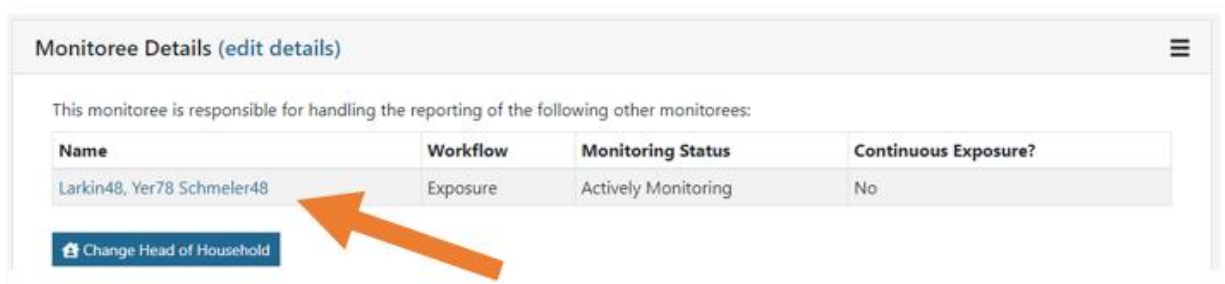 Monitoree Details (edit details)
This monitoree is responsible for handling the reporting of the following other monitorees:
Name Workflow Monitoring Status Continuous Exposure?
Larkin48, Yer78 Schmeler48 Exposure Actively Monitoring No
Change Head of Household